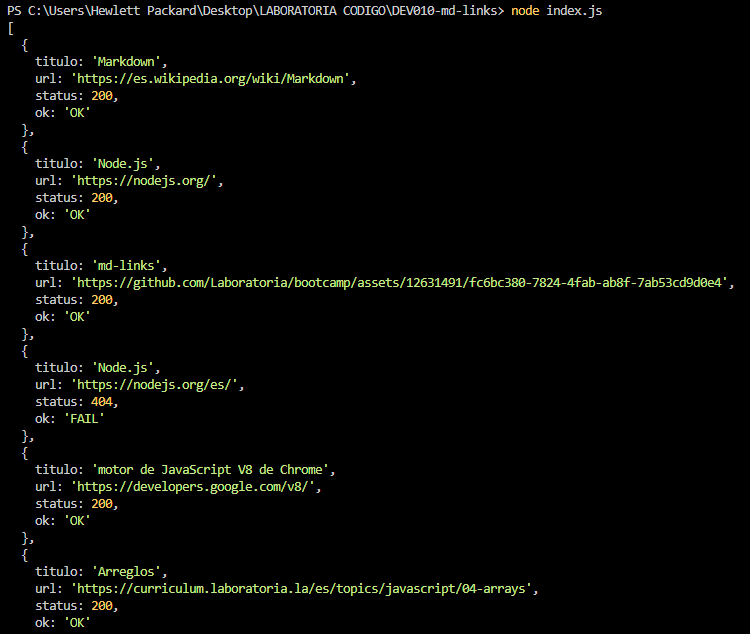 PS C:\Users\Hewlett Packard\Desktop\LABORATORIA CODIGO\DEV010-md-links> node index.js
[
  {
    titulo: 'Markdown',
    url: 'https://es.wikipedia.org/wiki/Markdown',
    status: 200,
    ok: 'OK'
  },
  {
    titulo: 'Node.js',
    url: 'https://nodejs.org/',
    status: 200,
    ok: 'OK'
  },
  {
    titulo: 'md-links',
    url: 'https://github.com/Laboratoria/bootcamp/assets/12631491/fc6bc380-7824-4fab-ab8f-7ab53cd9d0e4',
    status: 200,
    ok: 'OK'
  },
  {
    titulo: 'Node.js',
    url: 'https://nodejs.org/es/',
    status: 404,
    ok: 'FAIL'
  },
  {
    titulo: 'motor de JavaScript V8 de Chrome',
    url: 'https://developers.google.com/v8/',
    status: 200,
    ok: 'OK'
  },
  {
    titulo: 'Arreglos',
    url: 'https://curriculum.laboratoria.la/es/topics/javascript/04-arrays',
    status: 200,
    ok: 'OK'